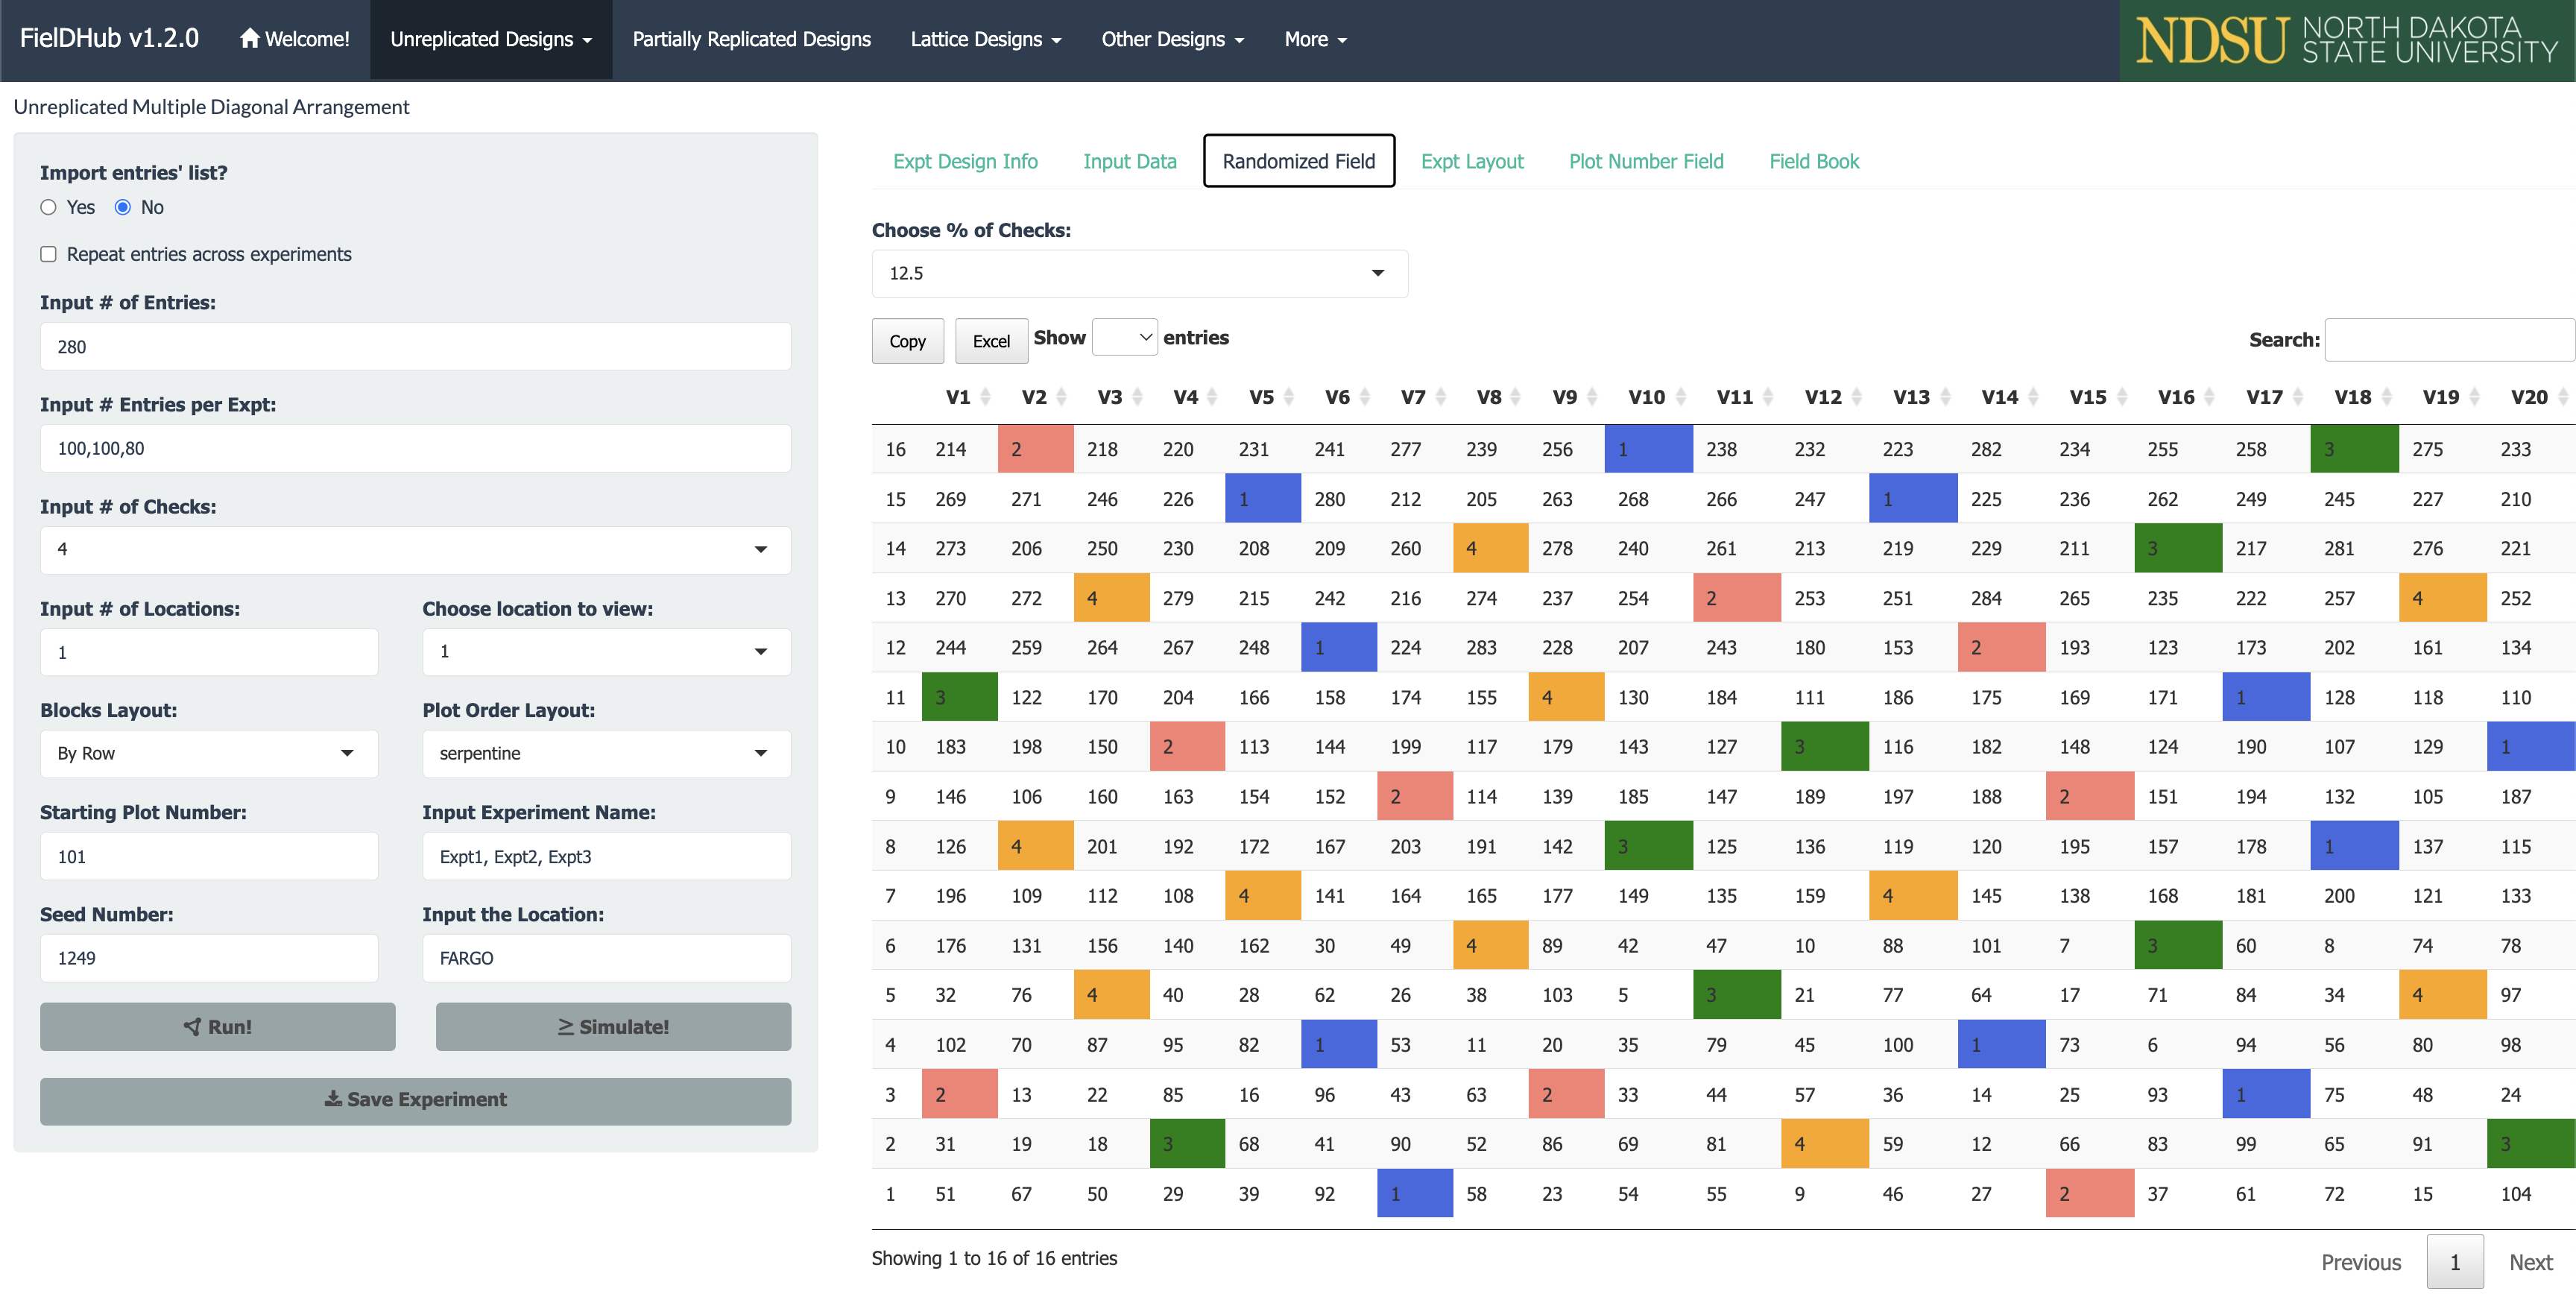 FielDHub v1.2.0 Welcome! Unreplicated Designs Partially Replicated Designs Lattice Designs Other Designs More NDSU NORTH DAKOTA STATE UNIVERSITY
Unreplicated Multiple Diagonal Arrangement
Import entries' list?
Yes No
Repeat entries across experiments
Input # of Entries:
280
Input # Entries per Expt:
100,100,80
Input # of Checks:
4
Input # of Locations: Choose location to view:
1 1
Blocks Layout: Plot Order Layout:
By Row serpentine
Starting Plot Number: Input Experiment Name:
101 Expt1, Expt2, Expt3
Seed Number: Input the Location:
1249 FARGO
Run! Simulate!
Save Experiment
Expt Design Info Input Data Randomized Field Expt Layout Plot Number Field Field Book
Choose % of Checks:
12.5
Copy Excel Show entries Search:
V1 V2 V3 V4 V5 V6 V7 V8 V9 V10 V11 V12 V13 V14 V15 V16 V17 V18 V19 V20
16 214 2 218 220 231 241 277 239 256 1 238 232 223 282 234 255 258 3 275 233
15 269 271 246 226 1 280 212 205 263 268 266 247 1 225 236 262 249 245 227 210
14 273 206 250 230 208 209 260 4 278 240 261 213 219 229 211 3 217 281 276 221
13 270 272 4 279 215 242 216 274 237 254 2 253 251 284 265 235 222 257 4 252
12 244 259 264 267 248 1 224 283 228 207 243 180 153 2 193 123 173 202 161 134
11 3 122 170 204 166 158 174 155 4 130 184 111 186 175 169 171 1 128 118 110
10 183 198 150 2 113 144 199 117 179 143 127 3 116 182 148 124 190 107 129 1
9 146 106 160 163 154 152 2 114 139 185 147 189 197 188 2 151 194 132 105 187
8 126 4 201 192 172 167 203 191 142 3 125 136 119 120 195 157 178 1 137 115
7 196 109 112 108 4 141 164 165 177 149 135 159 4 145 138 168 181 200 121 133
6 176 131 156 140 162 30 49 4 89 42 47 10 88 101 7 3 60 8 74 78
5 32 76 4 40 28 62 26 38 103 5 3 21 77 64 17 71 84 34 4 97
4 102 70 87 95 82 1 53 11 20 35 79 45 100 1 73 6 94 56 80 98
3 2 13 22 85 16 96 43 63 2 33 44 57 36 14 25 93 1 75 48 24
2 31 19 18 3 68 41 90 52 86 69 81 4 59 12 66 83 99 65 91 3
1 51 67 50 29 39 92 1 58 23 54 55 9 46 27 2 37 61 72 15 104
Showing 1 to 16 of 16 entries
Previous 1 Next